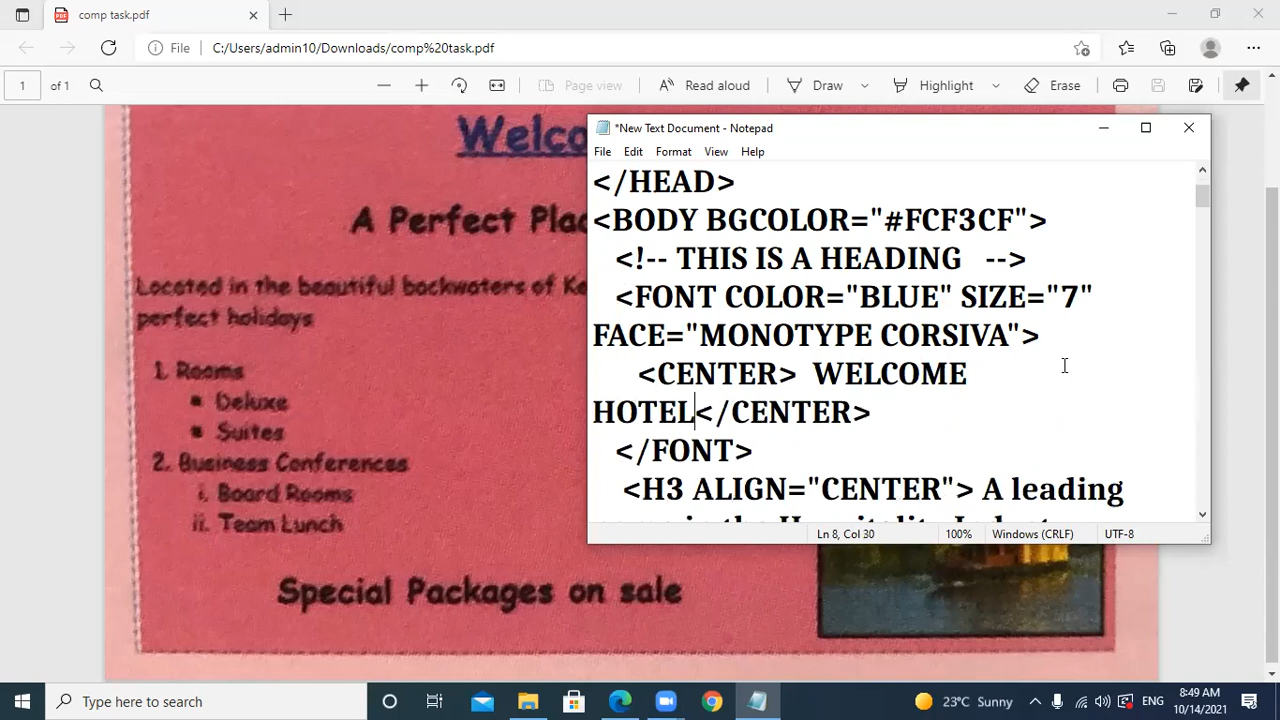 comp task.pdf
File
C:/Users/admin10/Downloads/comp%20task.pdf
1 of 1
Page view
Read aloud
Draw
Highlight
Erase
A Perfect
Located in the beautiful backwaters of
perfect holidays
1. Rooms
▪ Deluxe
▪ Suites
2. Business Conferences
i. Board Rooms
ii. Team Lunch
Special Packages on sale
*New Text Document - Notepad
File Edit Format View Help
</HEAD>
<BODY BGCOLOR="#FCF3CF">
<!-- THIS IS A HEADING -->
<FONT COLOR="BLUE" SIZE="7"
FACE="MONOTYPE CORSIVA">
<CENTER> WELCOME
HOTEL</CENTER>
</FONT>
<H3 ALIGN="CENTER"> A leading
Ln 8, Col 30
100%
Windows (CRLF)
UTF-8
Type here to search
23°C Sunny
ENG
8:49 AM
10/14/2021